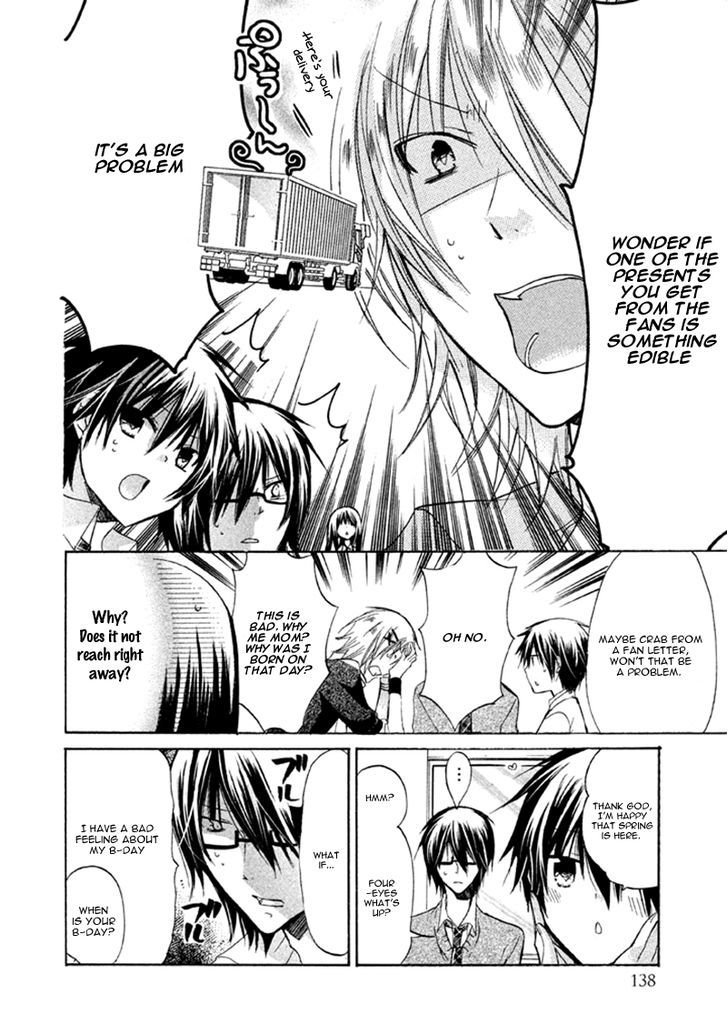 WONDER IF
ONE OF THE
PRESENTS
YOU GET
FROM THE
FANS IS
SOMETHING
EDIBLE
Here's your
delivery
IT'S A BIG
PROBLEM
MAYBE CRAB FROM
A FAN LETTER,
WON'T THAT BE
A PROBLEM.
OH NO.
THIS IS
BAD. WHY
ME MOM?
WHY WAS I
BORN ON
THAT DAY?
Why?
Does it not
reach right
away?
THANK GOD,
I'M HAPPY
THAT SPRING
IS HERE.
...
HMM?
FOUR
-EYES
WHAT'S
UP?
WHAT
IF...
I HAVE A BAD
FEELING ABOUT
MY B-DAY
WHEN
IS YOUR
B-DAY?
138